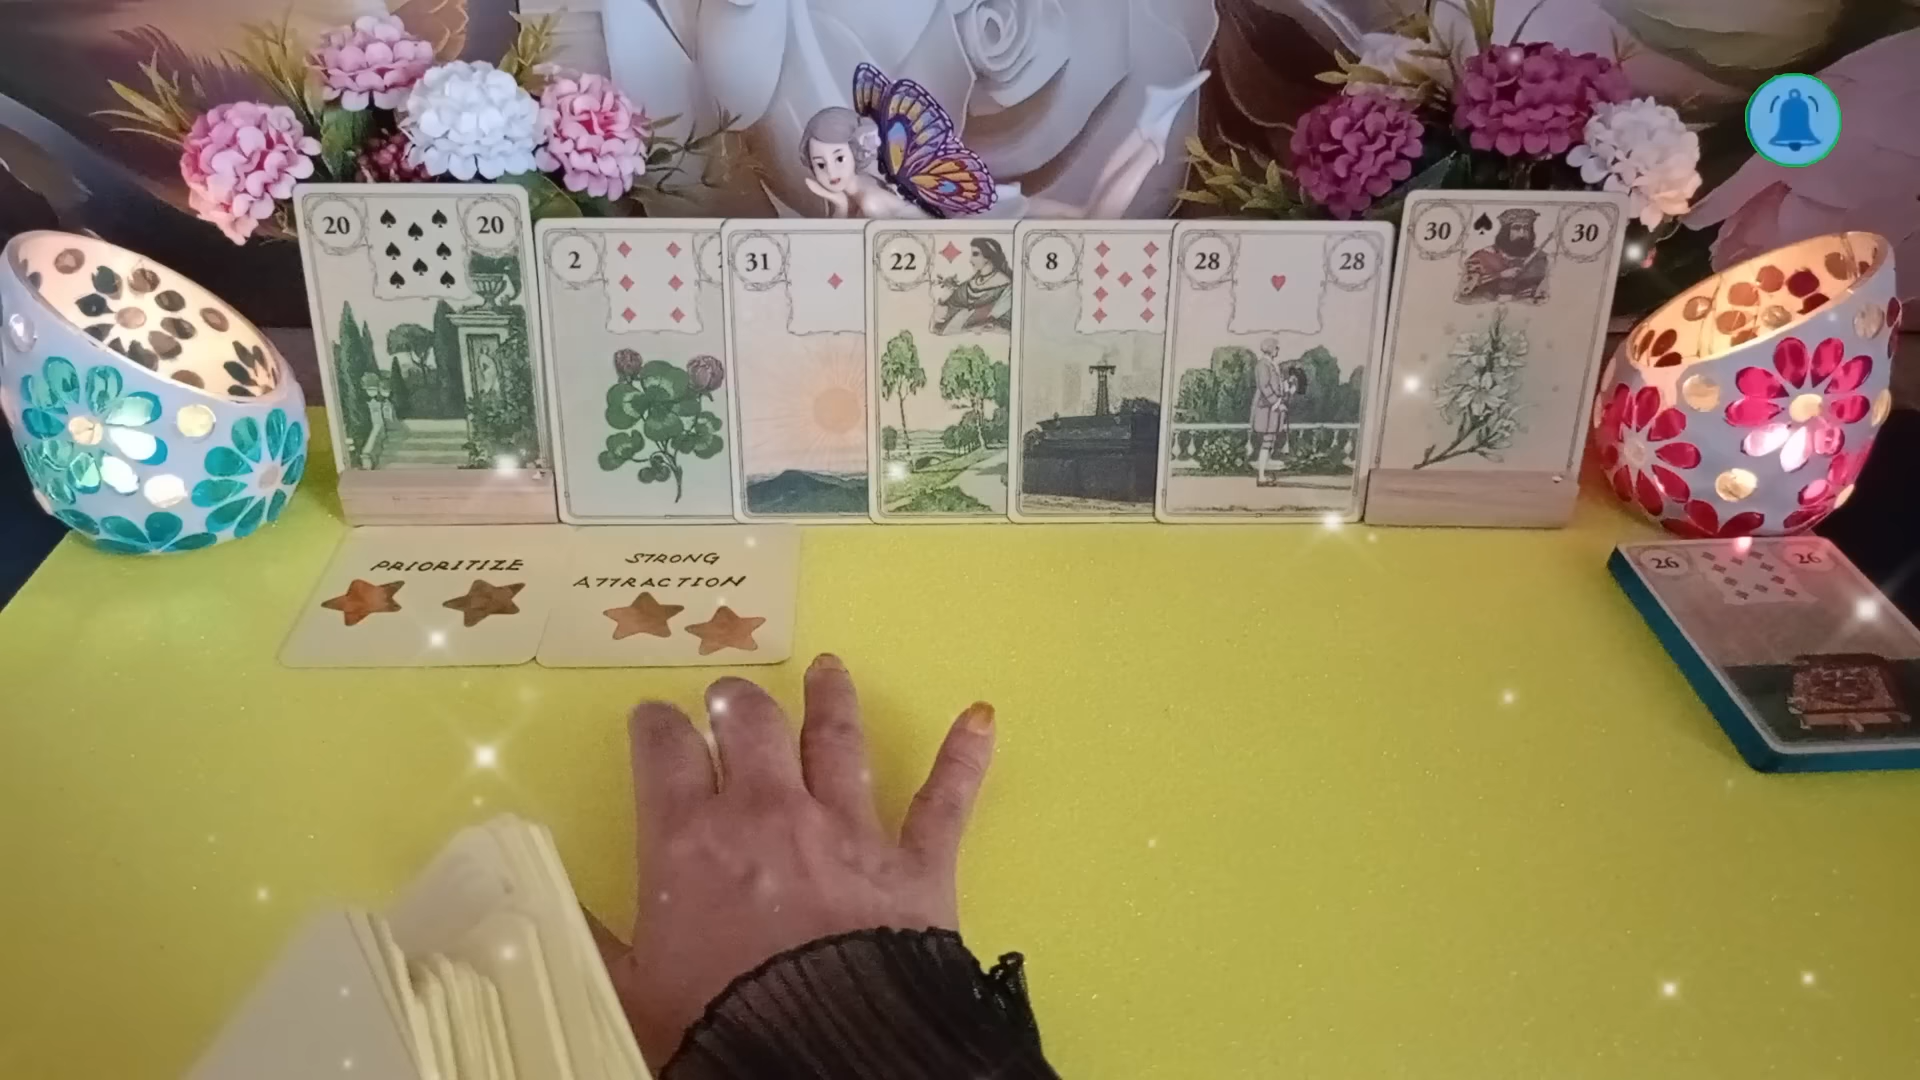 20 20
2
31
22
8
28 28
30 30
PRIORITIZE
STRONG
ATTRACTION
26 26